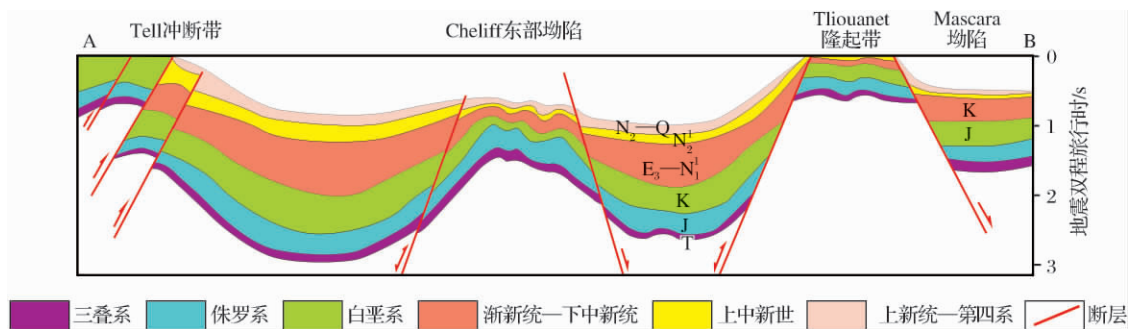 Tell冲断带
Cheliff东部坳陷
Tliouanet
隆起带
Mascara
坳陷
A
B
0
1
2
3
地震双程旅行时/s
N₂—Q
N₂¹
E₃—N₁¹
K
J
T
K
J
三叠系
侏罗系
白垩系
渐新统—下中新统
上中新世
上新统—第四系
断层